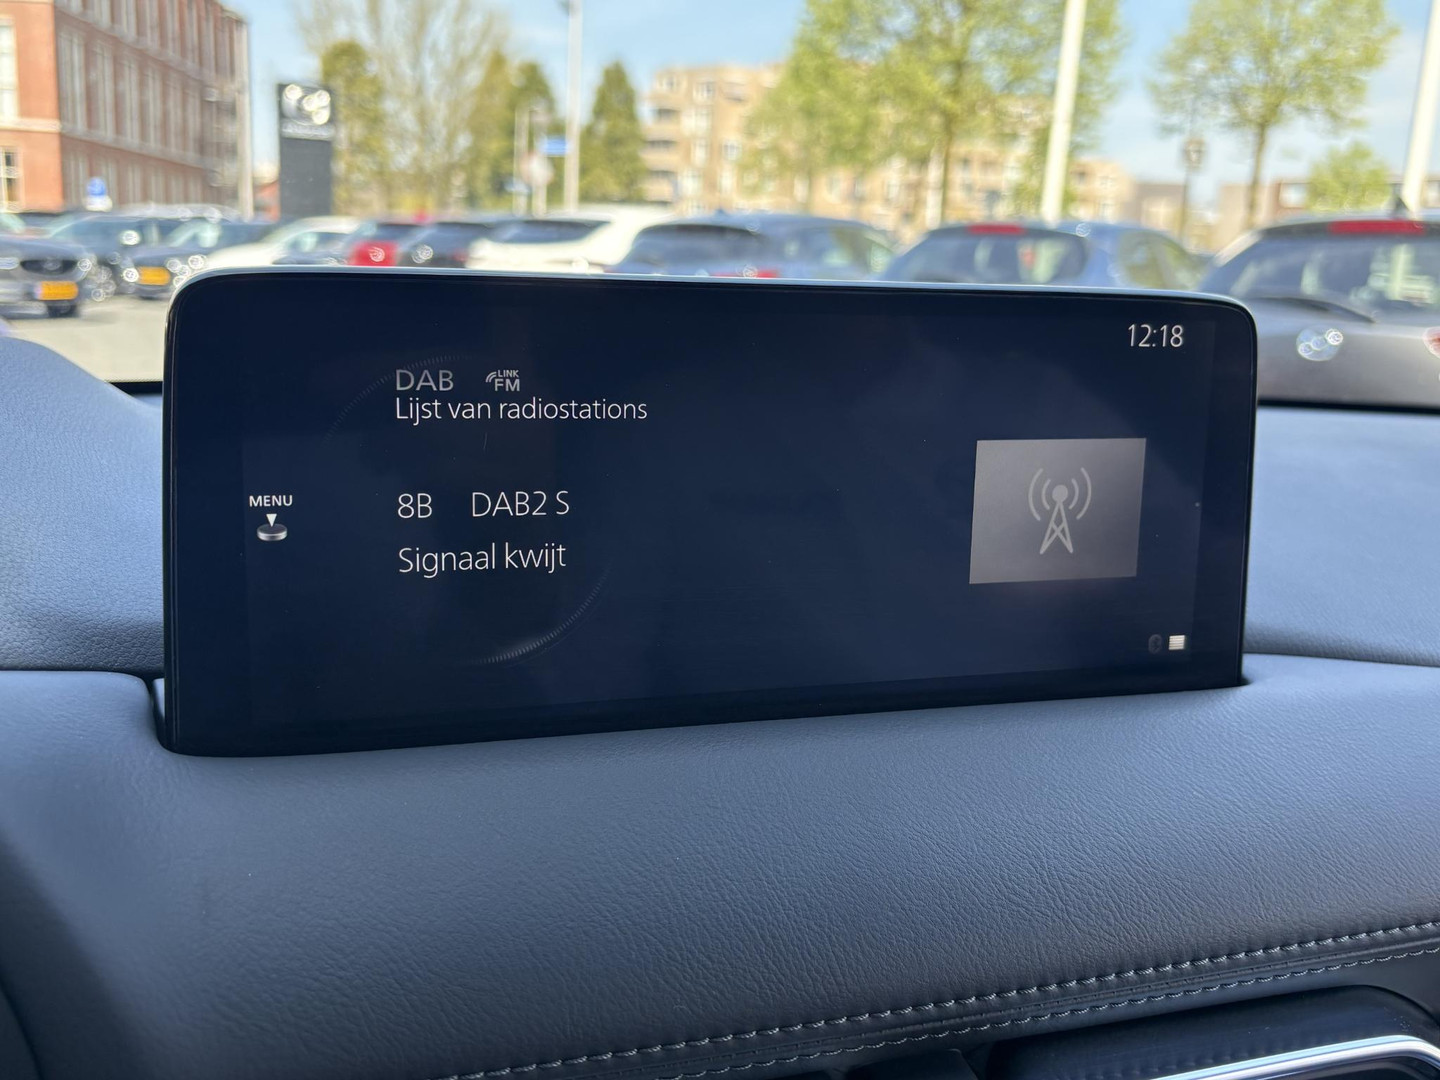 12:18
DAB LINK FM
Lijst van radiostations
MENU
8B DAB2 S
Signaal kwijt